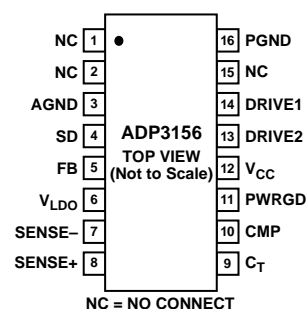 NC 1
NC 2
AGND 3
SD 4
FB 5
VLDO 6
SENSE– 7
SENSE+ 8
ADP3156
TOP VIEW
(Not to Scale)
16 PGND
15 NC
14 DRIVE1
13 DRIVE2
12 VCC
11 PWRGD
10 CMP
9 CT
NC = NO CONNECT